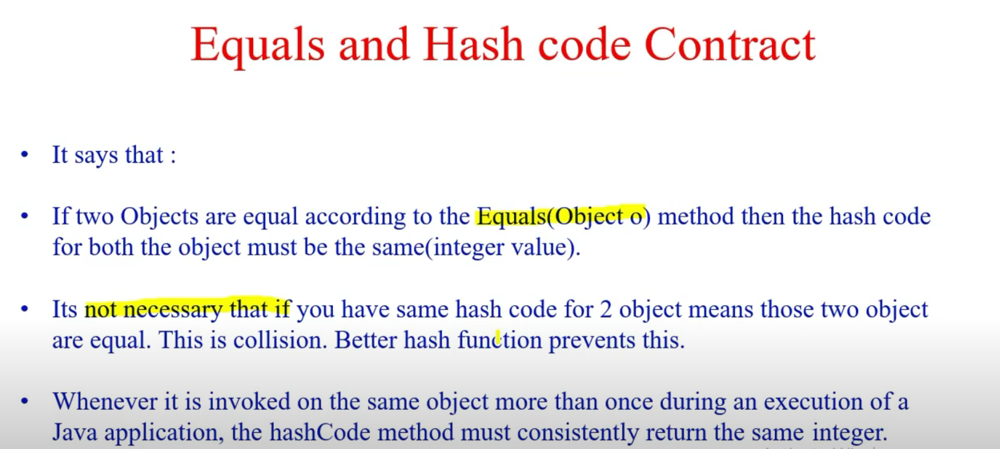 Equals and Hash code Contract
• It says that :
• If two Objects are equal according to the Equals(Object o) method then the hash code
for both the object must be the same(integer value).
• Its not necessary that if you have same hash code for 2 object means those two object
are equal. This is collision. Better hash function prevents this.
• Whenever it is invoked on the same object more than once during an execution of a
Java application, the hashCode method must consistently return the same integer.